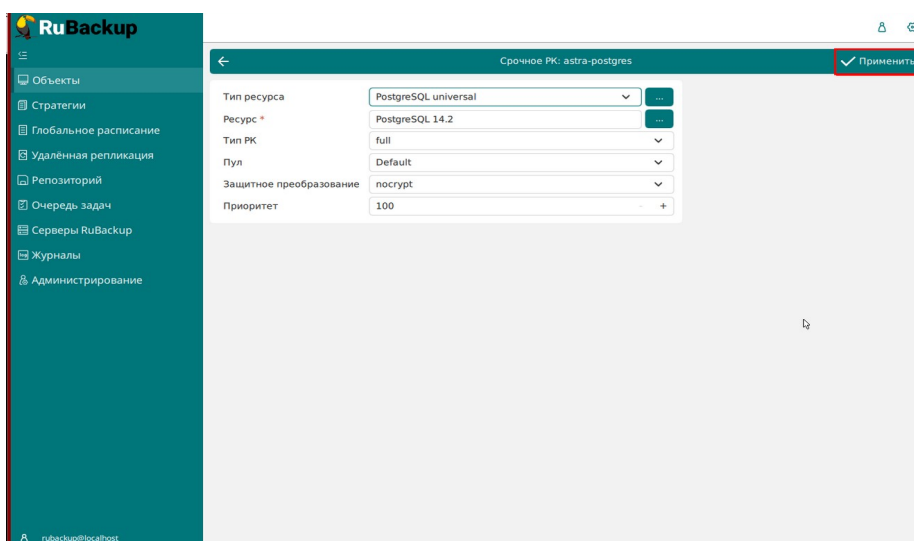 RuBackup
Срочное РК: astra-postgres
Применить
Объекты
Стратегии
Глобальное расписание
Удалённая репликация
Репозиторий
Очередь задач
Серверы RuBackup
Журналы
Администрирование
Тип ресурса
PostgreSQL universal
...
Ресурс *
PostgreSQL 14.2
...
Тип РК
full
Пул
Default
Защитное преобразование
nocrypt
Приоритет
100
- +
rubackup@localhost